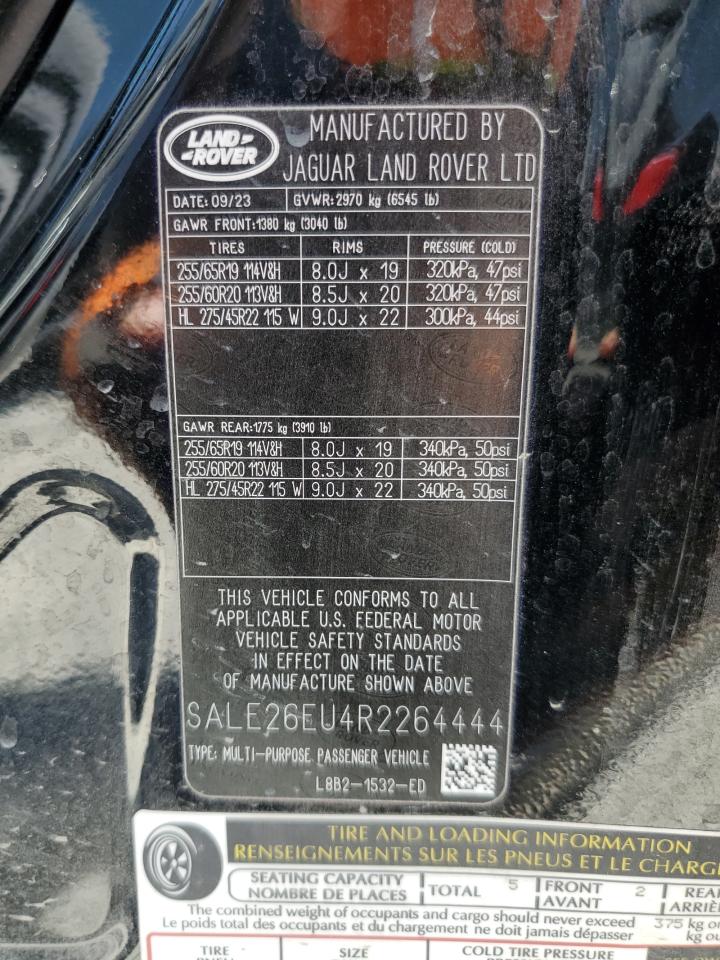 LAND ROVER
MANUFACTURED BY
JAGUAR LAND ROVER LTD
DATE: 09/23 GVWR: 2970 kg (6545 lb)
GAWR FRONT:1380 kg (3040 lb)
TIRES RIMS PRESSURE (COLD)
255/65R19 114V&H 8.0J x 19 320kPa, 47psi
255/60R20 113V&H 8.5J x 20 320kPa, 47psi
HL 275/45R22 115 W 9.0J x 22 300kPa, 44psi
GAWR REAR:1775 kg (3910 lb)
255/65R19 114V&H 8.0J x 19 340kPa, 50psi
255/60R20 113V&H 8.5J x 20 340kPa, 50psi
HL 275/45R22 115 W 9.0J x 22 340kPa, 50psi
THIS VEHICLE CONFORMS TO ALL
APPLICABLE U.S. FEDERAL MOTOR
VEHICLE SAFETY STANDARDS
IN EFFECT ON THE DATE
OF MANUFACTURE SHOWN ABOVE
SALE26EU4R2264444
TYPE: MULTI-PURPOSE PASSENGER VEHICLE
L8B2-1532-ED
TIRE AND LOADING INFORMATION
RENSEIGNEMENTS SUR LES PNEUS ET LE CHARG
SEATING CAPACITY TOTAL 5 FRONT 2 REA
NOMBRE DE PLACES AVANT ARRIÈ
The combined weight of occupants and cargo should never exceed 375 kg or
Le poids total des occupants et du chargement ne doit jamais dépasser kg ou
TIRE SIZE COLD TIRE PRESSURE